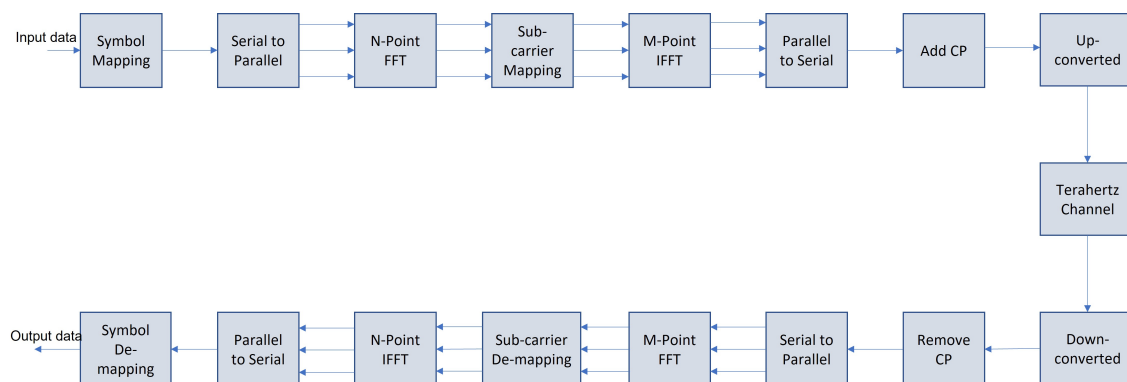 Input data
Symbol
Mapping
Serial to
Parallel
N-Point
FFT
Sub-
carrier
Mapping
M-Point
IFFT
Parallel
to Serial
Add CP
Up-
converted
Terahertz
Channel
Output data
Symbol
De-
mapping
Parallel
to Serial
N-Point
IFFT
Sub-carrier
De-mapping
M-Point
FFT
Serial to
Parallel
Remove
CP
Down-
converted